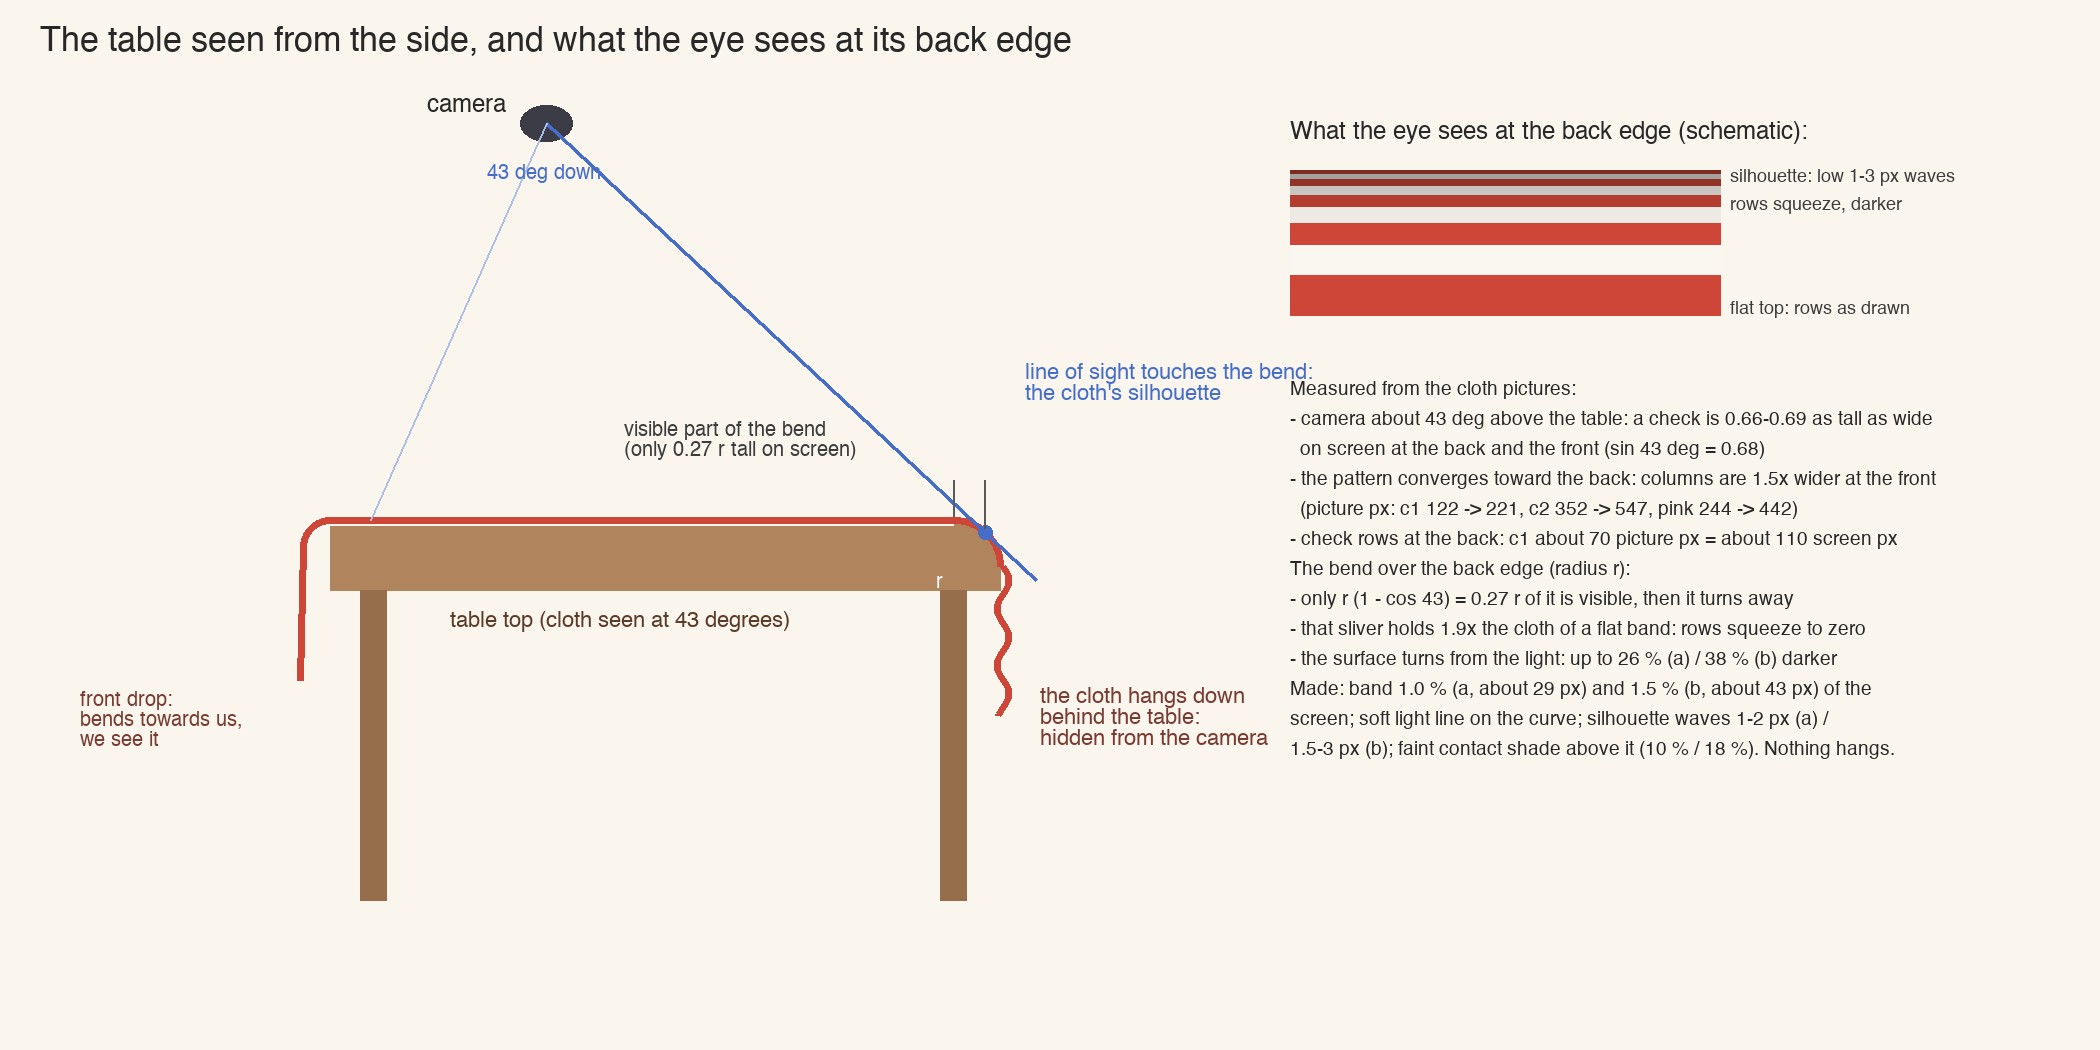 The table seen from the side, and what the eye sees at its back edge
camera
43 deg down
visible part of the bend
(only 0.27 r tall on screen)
line of sight touches the bend:
the cloth's silhouette
r
table top (cloth seen at 43 degrees)
front drop:
bends towards us,
we see it
the cloth hangs down
behind the table:
hidden from the camera
What the eye sees at the back edge (schematic):
silhouette: low 1-3 px waves
rows squeeze, darker
flat top: rows as drawn
Measured from the cloth pictures:
- camera about 43 deg above the table: a check is 0.66-0.69 as tall as wide
on screen at the back and the front (sin 43 deg = 0.68)
- the pattern converges toward the back: columns are 1.5x wider at the front
(picture px: c1 122 -> 221, c2 352 -> 547, pink 244 -> 442)
- check rows at the back: c1 about 70 picture px = about 110 screen px
The bend over the back edge (radius r):
- only r (1 - cos 43) = 0.27 r of it is visible, then it turns away
- that sliver holds 1.9x the cloth of a flat band: rows squeeze to zero
- the surface turns from the light: up to 26 % (a) / 38 % (b) darker
Made: band 1.0 % (a, about 29 px) and 1.5 % (b, about 43 px) of the
screen; soft light line on the curve; silhouette waves 1-2 px (a) /
1.5-3 px (b); faint contact shade above it (10 % / 18 %). Nothing hangs.